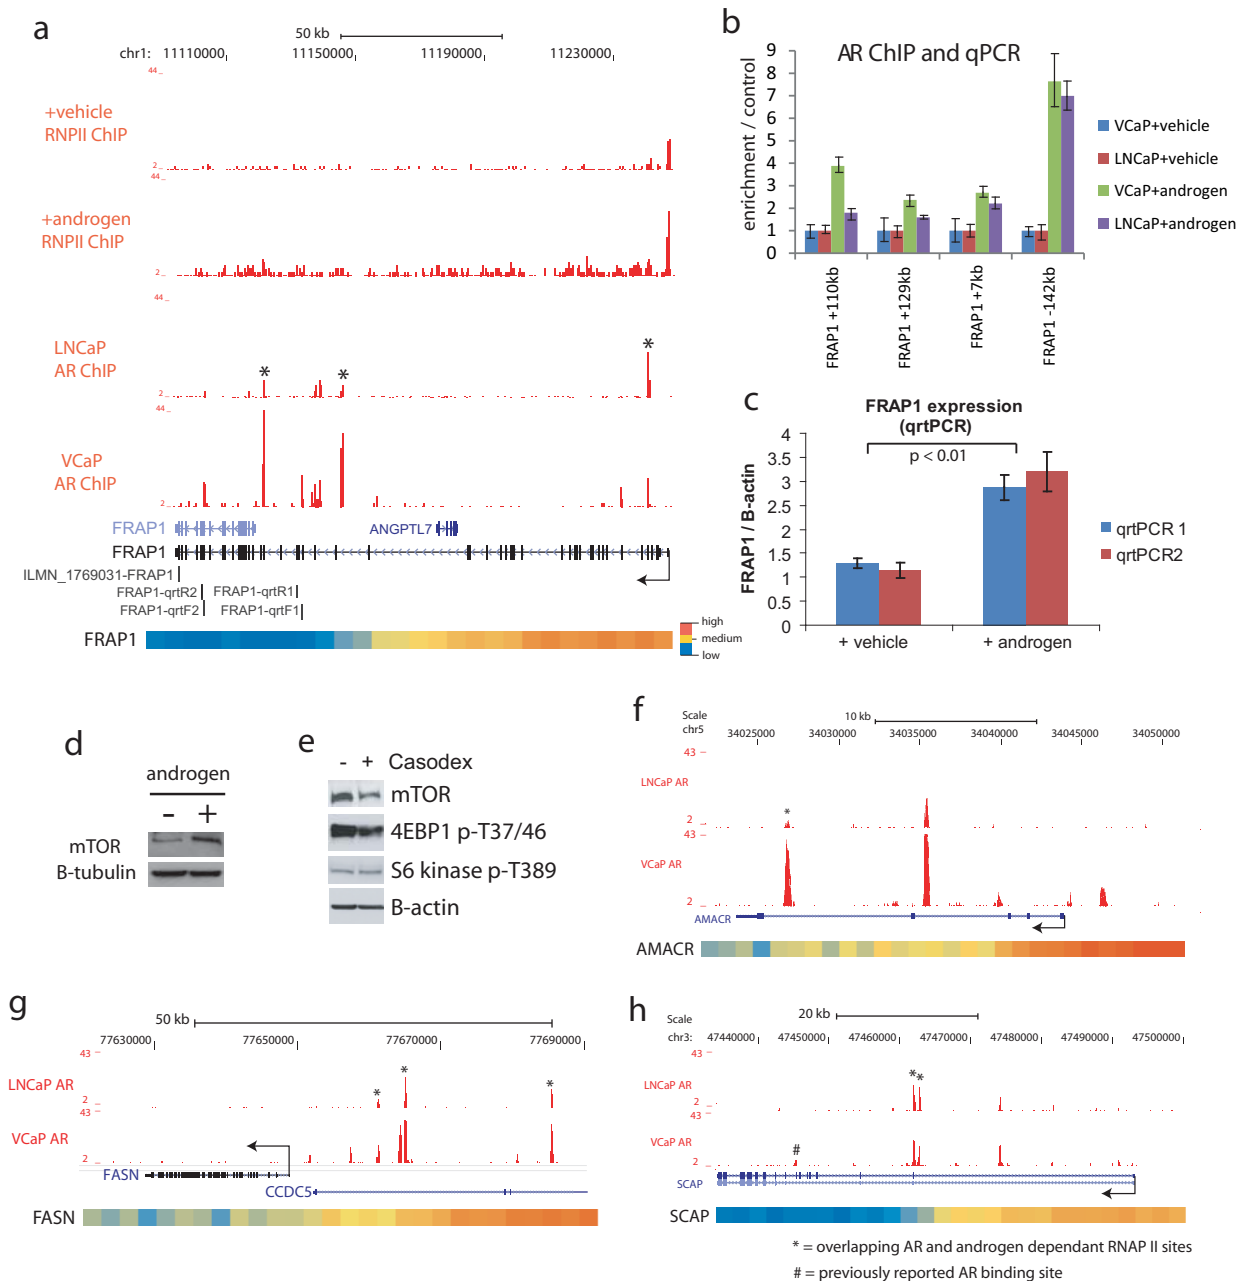 a
50 kb
chr1: 11110000 11150000 11190000 11230000
44
+vehicle
RNPII ChIP
2
44
+androgen
RNPII ChIP
2
44
LNCaP
AR ChIP
* * *
2
44
VCaP
AR ChIP
2
FRAP1
ANGPTL7
FRAP1
ILMN_1769031-FRAP1
FRAP1-qrtR2 FRAP1-qrtR1
FRAP1-qrtF2 FRAP1-qrtF1
FRAP1
high
medium
low
b
AR ChIP and qPCR
enrichment / control
9
8
7
6
5
4
3
2
1
0
FRAP1 +110kb
FRAP1 +129kb
FRAP1 +7kb
FRAP1 -142kb
VCaP+vehicle
LNCaP+vehicle
VCaP+androgen
LNCaP+androgen
c
FRAP1 expression
(qrtPCR)
p < 0.01
FRAP1 / B-actin
4
3.5
3
2.5
2
1.5
1
0.5
0
+ vehicle + androgen
qrtPCR 1
qrtPCR2
d
androgen
- +
mTOR
B-tubulin
e
- + Casodex
mTOR
4EBP1 p-T37/46
S6 kinase p-T389
B-actin
f
Scale
10 kb
chr5
34025000 34030000 34035000 34040000 34045000 34050000
43
LNCaP AR
*
2
43
VCaP AR
2
AMACR
AMACR
g
50 kb
77630000 77650000 77670000 77690000
43
LNCaP AR
* * *
2
43
VCaP AR
2
FASN
CCDC5
FASN
h
Scale
20 kb
chr3:
47440000 47450000 47460000 47470000 47480000 47490000 47500000
43
LNCaP AR
* *
2
43
VCaP AR
#
2
SCAP
SCAP
* = overlapping AR and androgen dependant RNAP II sites
# = previously reported AR binding site